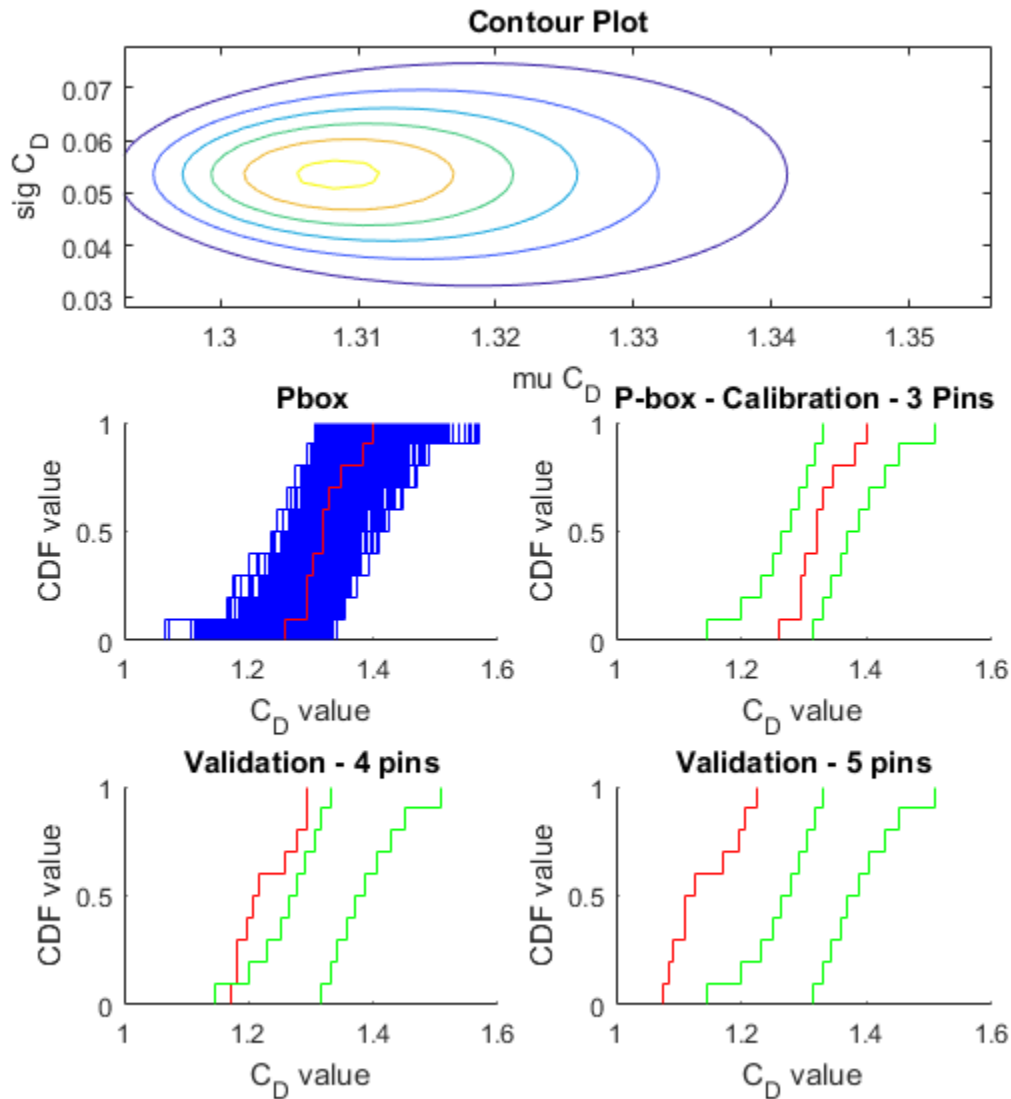 Contour Plot
sig C_D
0.07
0.06
0.05
0.04
0.03
1.3 1.31 1.32 1.33 1.34 1.35
mu C_D
Pbox
CDF value
1
0.5
0
1 1.2 1.4 1.6
C_D value
P-box - Calibration - 3 Pins
CDF value
1
0.5
0
1 1.2 1.4 1.6
C_D value
Validation - 4 pins
CDF value
1
0.5
0
1 1.2 1.4 1.6
C_D value
Validation - 5 pins
CDF value
1
0.5
0
1 1.2 1.4 1.6
C_D value